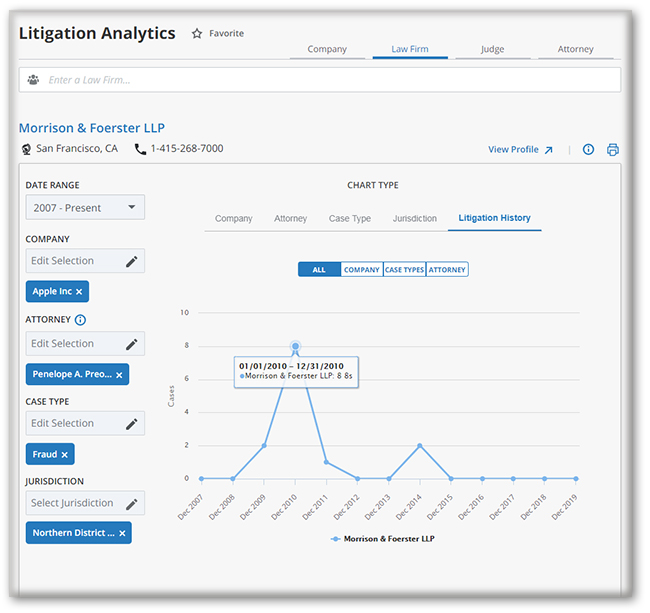 Litigation Analytics Favorite
Company Law Firm Judge Attorney
Enter a Law Firm...
Morrison & Foerster LLP
San Francisco, CA 1-415-268-7000 View Profile
DATE RANGE
2007 - Present
COMPANY
Edit Selection
Apple Inc ×
ATTORNEY
Edit Selection
Penelope A. Preo... ×
CASE TYPE
Edit Selection
Fraud ×
JURISDICTION
Select Jurisdiction
Northern District ... ×
CHART TYPE
Company Attorney Case Type Jurisdiction Litigation History
ALL COMPANY CASE TYPES ATTORNEY
10
8
6
4
2
0
Cases
01/01/2010 – 12/31/2010
Morrison & Foerster LLP: 8 8s
Dec 2007 Dec 2008 Dec 2009 Dec 2010 Dec 2011 Dec 2012 Dec 2013 Dec 2014 Dec 2015 Dec 2016 Dec 2017 Dec 2018 Dec 2019
Morrison & Foerster LLP